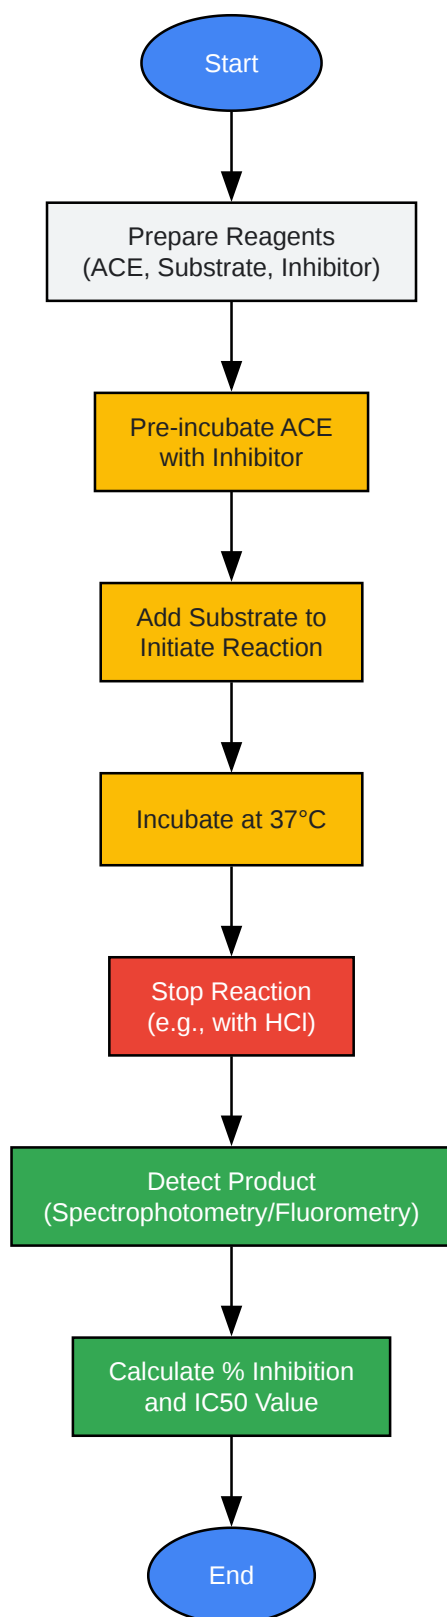 Start
Prepare Reagents
(ACE, Substrate, Inhibitor)
Pre-incubate ACE
with Inhibitor
Add Substrate to
Initiate Reaction
Incubate at 37°C
Stop Reaction
(e.g., with HCl)
Detect Product
(Spectrophotometry/Fluorometry)
Calculate % Inhibition
and IC50 Value
End